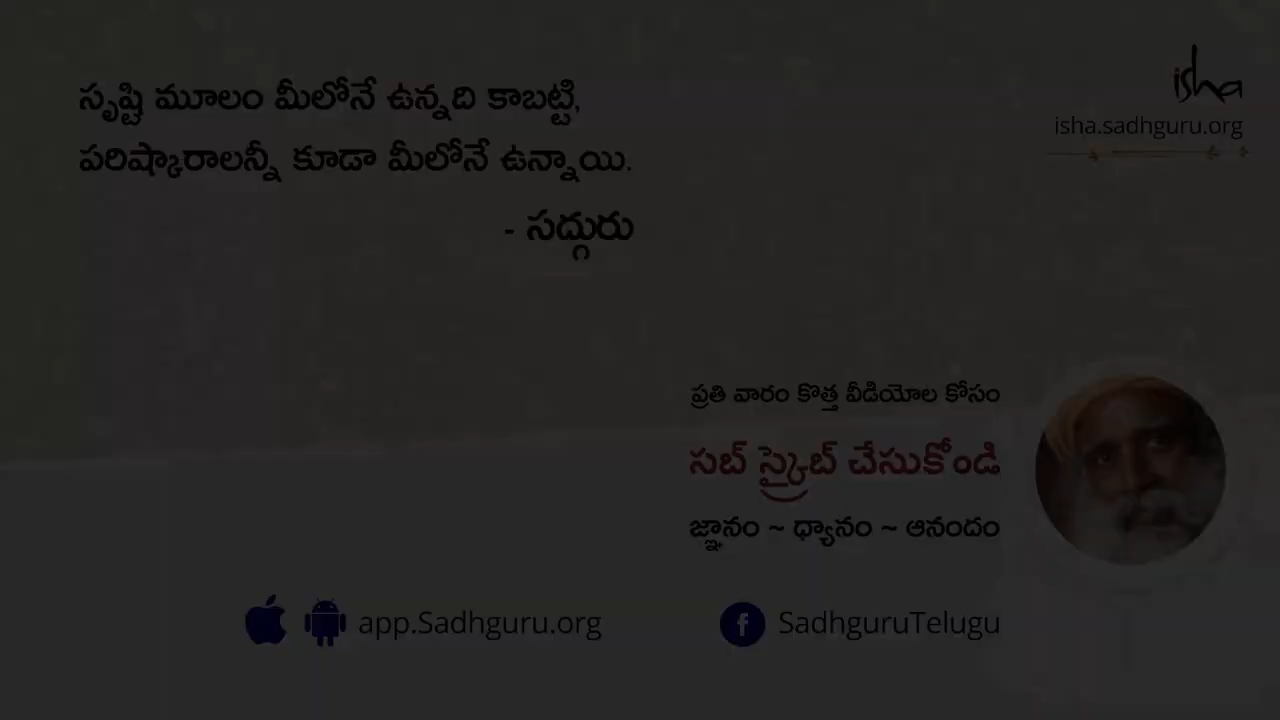 సృష్టి మూలం మీలోనే ఉన్నది కాబట్టి,
పరిష్కారాలన్నీ కూడా మీలోనే ఉన్నాయి.
- సద్గురు
isha
isha.sadhguru.org
ప్రతి వారం కొత్త వీడియోల కోసం
సబ్ స్క్రైబ్ చేసుకోండి
జ్ఞానం ~ ధ్యానం ~ ఆనందం
app.Sadhguru.org
SadhguruTelugu